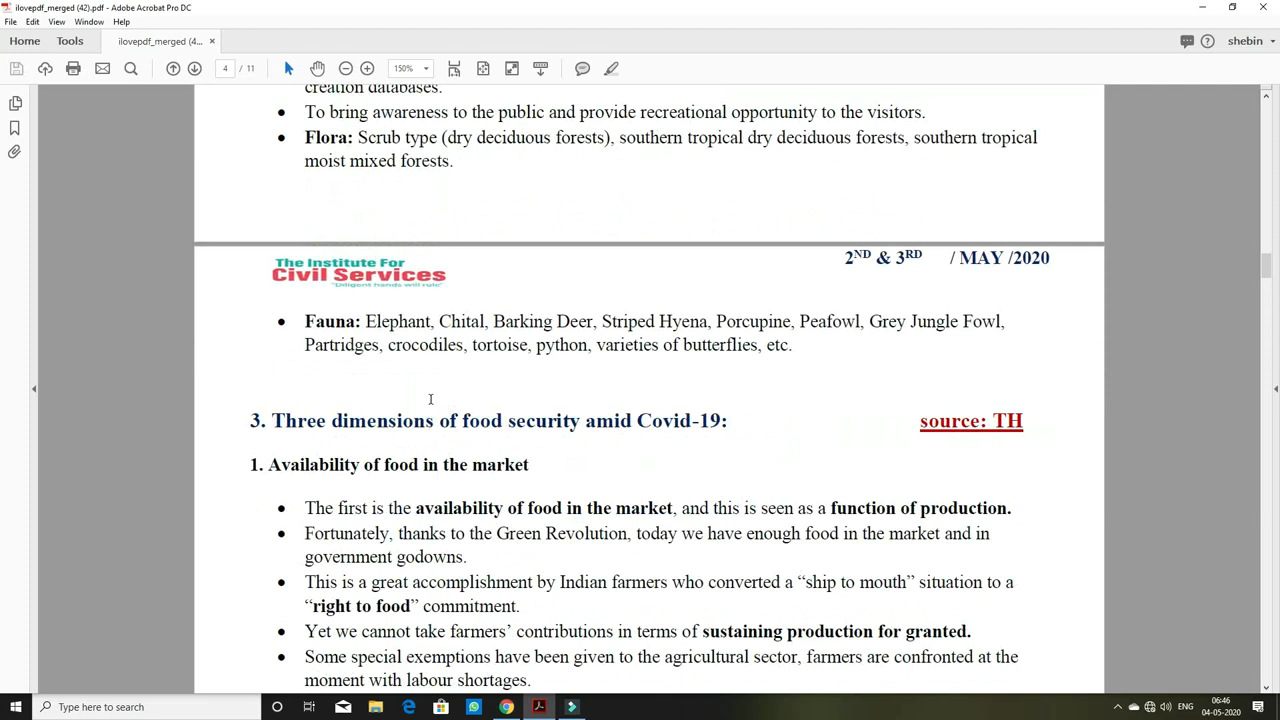 ilovepdf_merged (42).pdf - Adobe Acrobat Pro DC
File Edit View Window Help
Home Tools ilovepdf_merged (4... × shebin
4 / 11 150%
creation databases.
• To bring awareness to the public and provide recreational opportunity to the visitors.
• Flora: Scrub type (dry deciduous forests), southern tropical dry deciduous forests, southern tropical
moist mixed forests.
The Institute For
Civil Services
"Diligent hands will rule"
2ND & 3RD / MAY /2020
• Fauna: Elephant, Chital, Barking Deer, Striped Hyena, Porcupine, Peafowl, Grey Jungle Fowl,
Partridges, crocodiles, tortoise, python, varieties of butterflies, etc.
3. Three dimensions of food security amid Covid-19: source: TH
1. Availability of food in the market
• The first is the availability of food in the market, and this is seen as a function of production.
• Fortunately, thanks to the Green Revolution, today we have enough food in the market and in
government godowns.
• This is a great accomplishment by Indian farmers who converted a “ship to mouth” situation to a
“right to food” commitment.
• Yet we cannot take farmers’ contributions in terms of sustaining production for granted.
• Some special exemptions have been given to the agricultural sector, farmers are confronted at the
moment with labour shortages.
Type here to search
ENG
06:46
04-05-2020